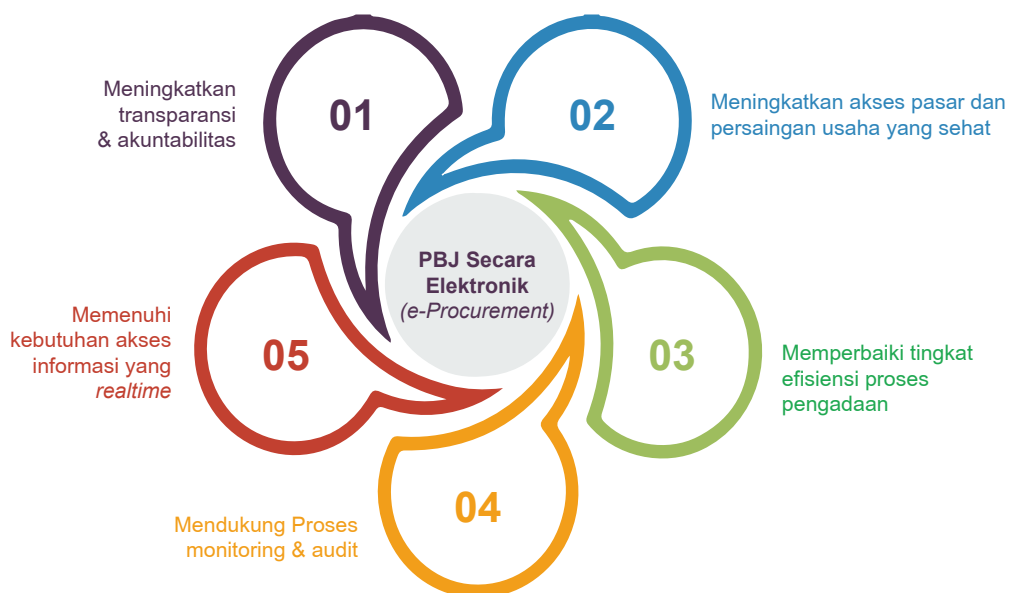 01
Meningkatkan
transparansi
& akuntabilitas
02
Meningkatkan akses pasar dan
persaingan usaha yang sehat
PBJ Secara
Elektronik
(e-Procurement)
03
Memperbaiki tingkat
efisiensi proses
pengadaan
04
Mendukung Proses
monitoring & audit
05
Memenuhi
kebutuhan akses
informasi yang
realtime